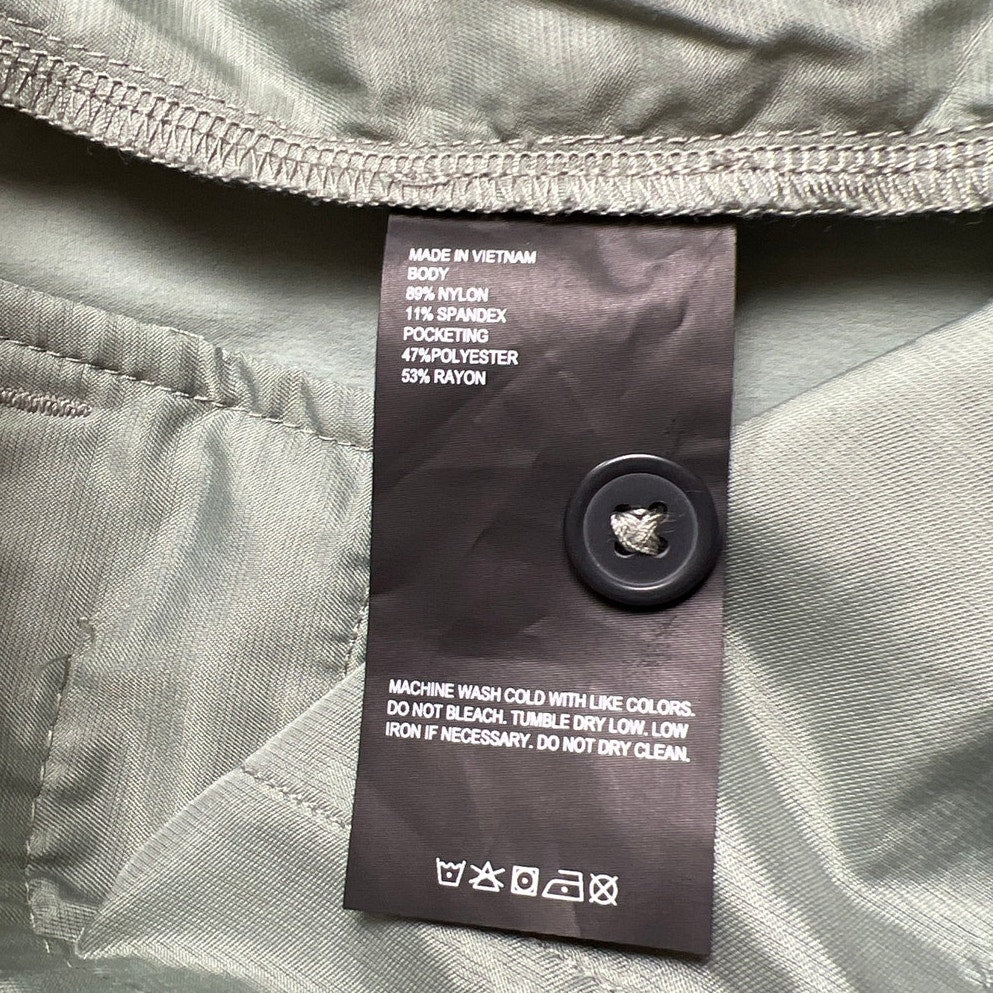 MADE IN VIETNAM
BODY
89% NYLON
11% SPANDEX
POCKETING
47%POLYESTER
53% RAYON
MACHINE WASH COLD WITH LIKE COLORS.
DO NOT BLEACH. TUMBLE DRY LOW. LOW
IRON IF NECESSARY. DO NOT DRY CLEAN.